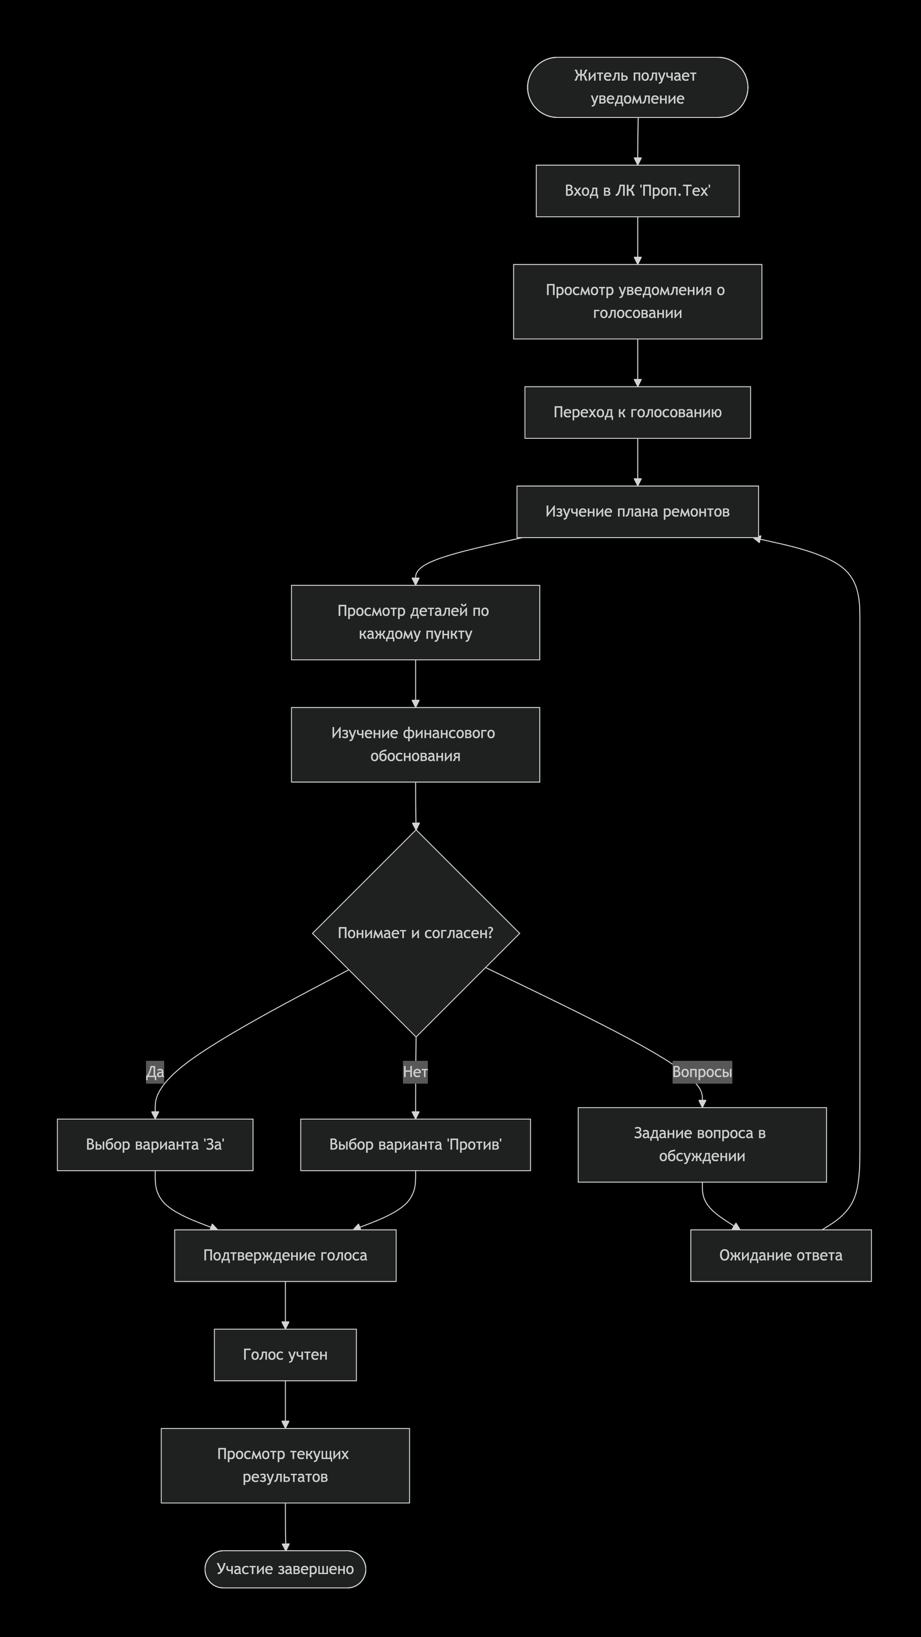 Житель получает
уведомление
Вход в ЛК 'Проп.Тех'
Просмотр уведомления о
голосовании
Переход к голосованию
Изучение плана ремонтов
Просмотр деталей по
каждому пункту
Изучение финансового
обоснования
Понимает и согласен?
Да
Нет
Вопросы
Выбор варианта 'За'
Выбор варианта 'Против'
Задание вопроса в
обсуждении
Подтверждение голоса
Ожидание ответа
Голос учтен
Просмотр текущих
результатов
Участие завершено